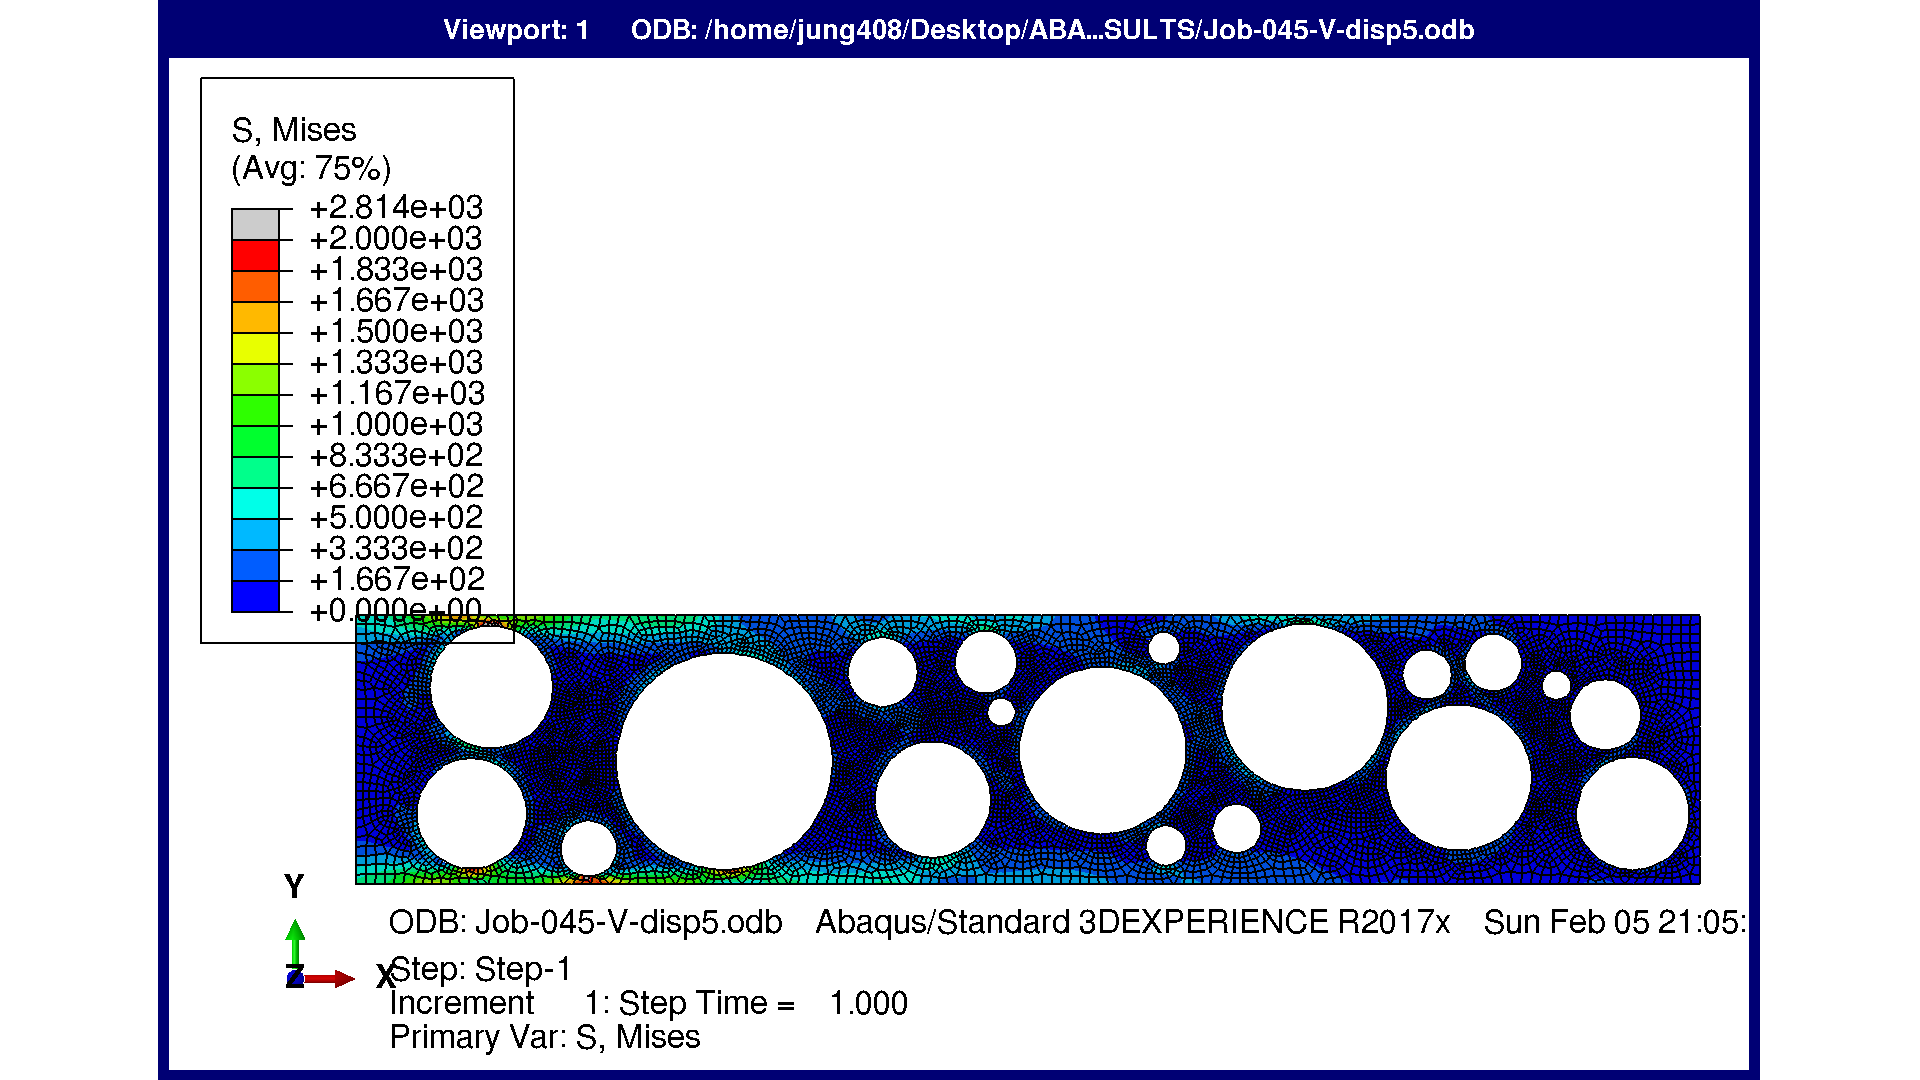 Viewport: 1 ODB: /home/jung408/Desktop/ABA...SULTS/Job-045-V-disp5.odb
S, Mises
(Avg: 75%)
+2.814e+03
+2.000e+03
+1.833e+03
+1.667e+03
+1.500e+03
+1.333e+03
+1.167e+03
+1.000e+03
+8.333e+02
+6.667e+02
+5.000e+02
+3.333e+02
+1.667e+02
+0.000e+00
Y
Z
X
ODB: Job-045-V-disp5.odb Abaqus/Standard 3DEXPERIENCE R2017x Sun Feb 05 21:05:
Step: Step-1
Increment 1: Step Time = 1.000
Primary Var: S, Mises